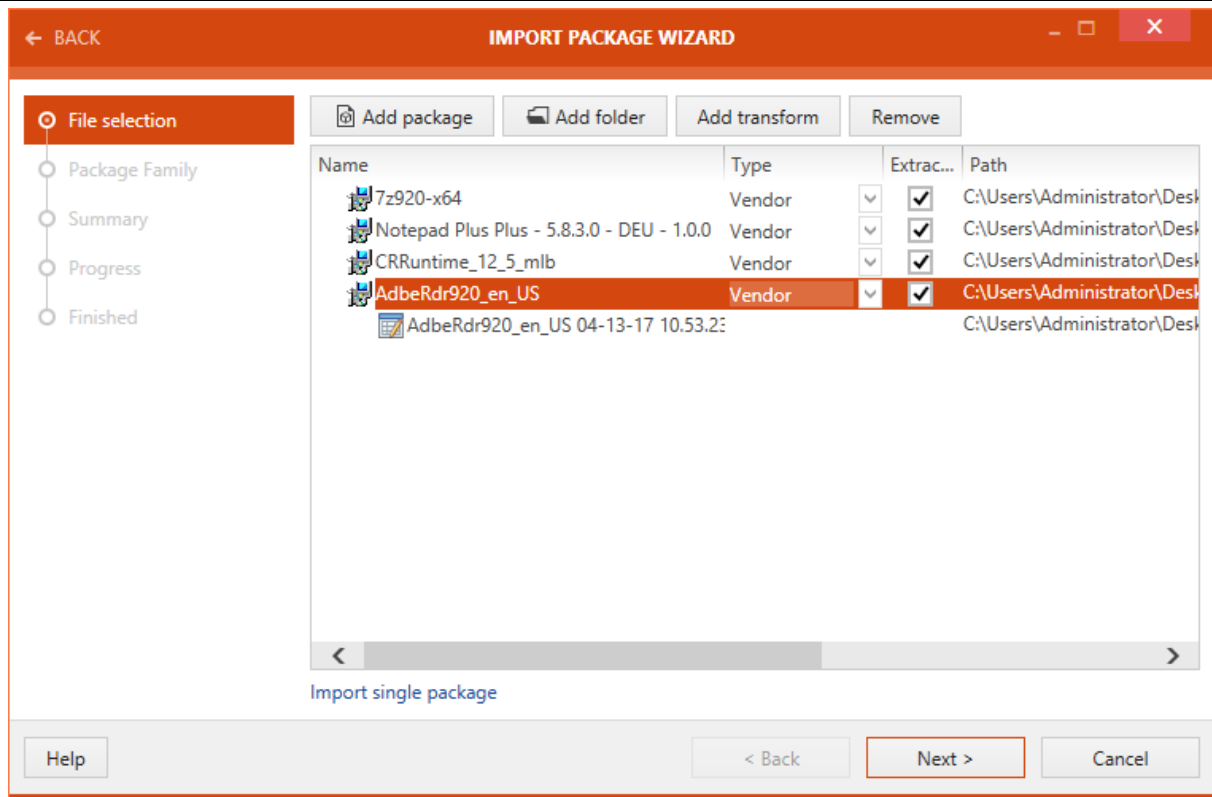 ← BACK
IMPORT PACKAGE WIZARD
File selection
Package Family
Summary
Progress
Finished
Add package Add folder Add transform Remove
Name Type Extrac... Path
7z920-x64 Vendor C:\Users\Administrator\Desk
Notepad Plus Plus - 5.8.3.0 - DEU - 1.0.0 Vendor C:\Users\Administrator\Desk
CRRuntime_12_5_mlb Vendor C:\Users\Administrator\Desk
AdbeRdr920_en_US Vendor C:\Users\Administrator\Desk
AdbeRdr920_en_US 04-13-17 10.53.23 C:\Users\Administrator\Desk
Import single package
Help < Back Next > Cancel